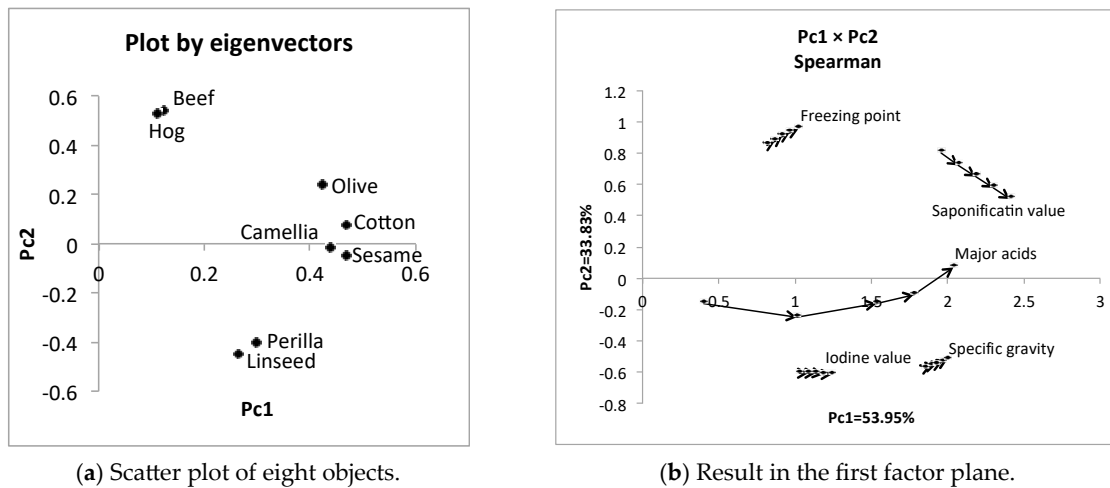 Plot by eigenvectors
0.6
Beef
Hog
0.4
0.2
Olive
Cotton
Camellia
0
Sesame
0
0.2
0.4
0.6
-0.2
Perilla
-0.4
Linseed
-0.6
Pc1
Pc2
(a) Scatter plot of eight objects.
Pc1 × Pc2
Spearman
1.2
1
Freezing point
0.8
0.6
Saponificatin value
0.4
0.2
Major acids
0
0
0.5
1
1.5
2
2.5
3
-0.2
-0.4
Iodine value
Specific gravity
-0.6
-0.8
Pc1=53.95%
Pc2=33.83%
(b) Result in the first factor plane.